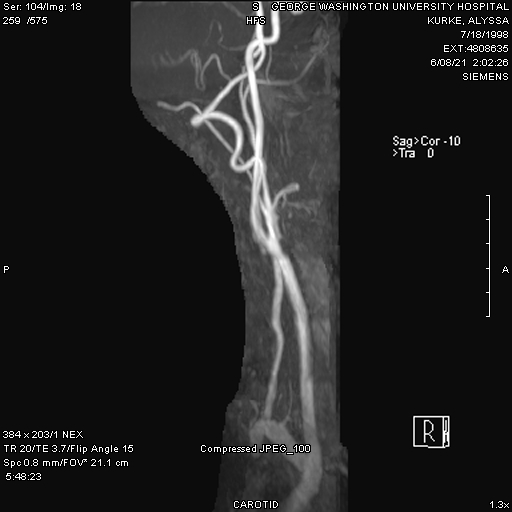 Ser: 104/Img: 18
259 /575
S GEORGE WASHINGTON UNIVERSITY HOSPITAL
HFS KURKE, ALYSSA
7/18/1998
EXT:4808635
6/08/21 2:02:26
SIEMENS
Sag>Cor -10
>Tra 0
P
A
R
384 x 203/1 NEX
TR 20/TE 3.7/Flip Angle 15
Spc 0.8 mm/FOV* 21.1 cm
5:48:23
Compressed JPEG_100
CAROTID
1.3x